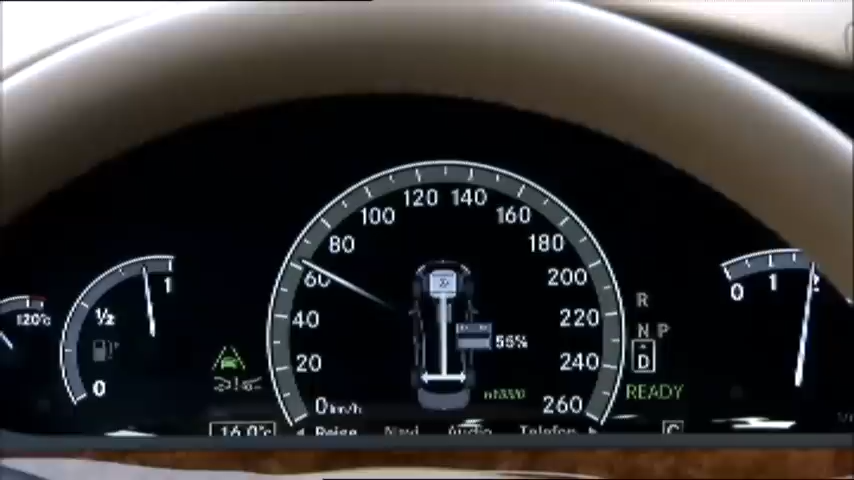 120°C
1
½
0
0 km/h
20
40
60
80
100
120
140
160
180
200
220
240
260
55%
R
N P
D
READY
0
1
16.0°C
Reise
Navi
Audio
Telefon
C